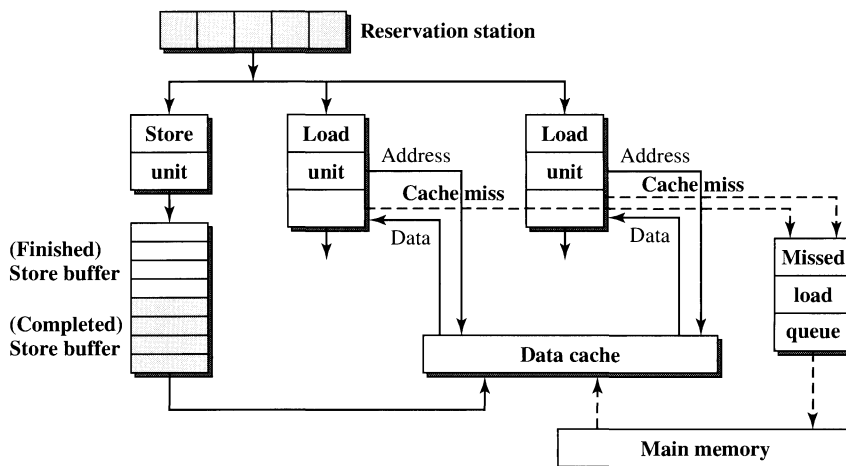 Reservation station
Store
unit
Load
unit
Load
unit
Address
Address
Cache miss
Cache miss
Data
Data
(Finished)
Store buffer
(Completed)
Store buffer
Missed
load
queue
Data cache
Main memory